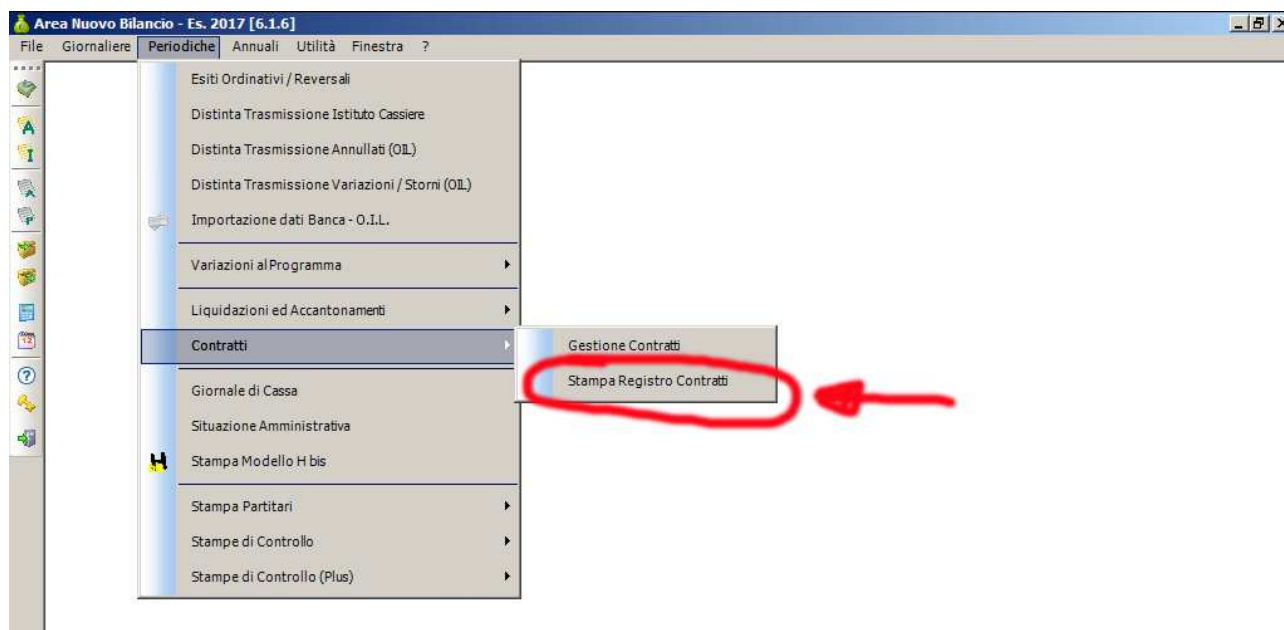 Area Nuovo Bilancio - Es. 2017 [6.1.6]
File Giornaliere Periodiche Annuali Utilità Finestra ?
Esiti Ordinativi / Reversali
Distinta Trasmissione Istituto Cassiere
Distinta Trasmissione Annullati (OIL)
Distinta Trasmissione Variazioni / Storni (OIL)
Importazione dati Banca - O.I.L.
Variazioni al Programma
Liquidazioni ed Accantonamenti
Contratti
Gestione Contratti
Stampa Registro Contratti
Giornale di Cassa
Situazione Amministrativa
H Stampa Modello H bis
Stampa Partitari
Stampe di Controllo
Stampe di Controllo (Plus)
A
I
A
P
12
?